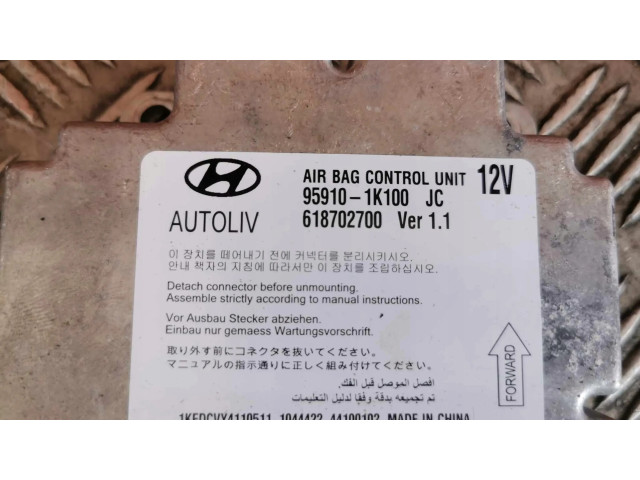 AIR BAG CONTROL UNIT 12V
95910-1K100 JC
AUTOLIV 618702700 Ver 1.1
이 장치를 떼어내기 전에 커넥터를 분리시키시오.
안내 책자의 지침에 따라서만 이 장치를 조립하십시오.
Detach connector before unmounting.
Assemble strictly according to manual instructions.
Vor Ausbau Stecker abziehen.
Einbau nur gemaess Wartungsvorschrift.
取り外す前にコネクタを抜いてください。
マニュアルの指示通りに正しく組み付けてください。
افصل الموصل قبل الفك.
تم تجميعه بدقة وفقا لدليل التعليمات
FORWARD
1KEDCVY4110511 1044422 44100102 MADE IN CHINA